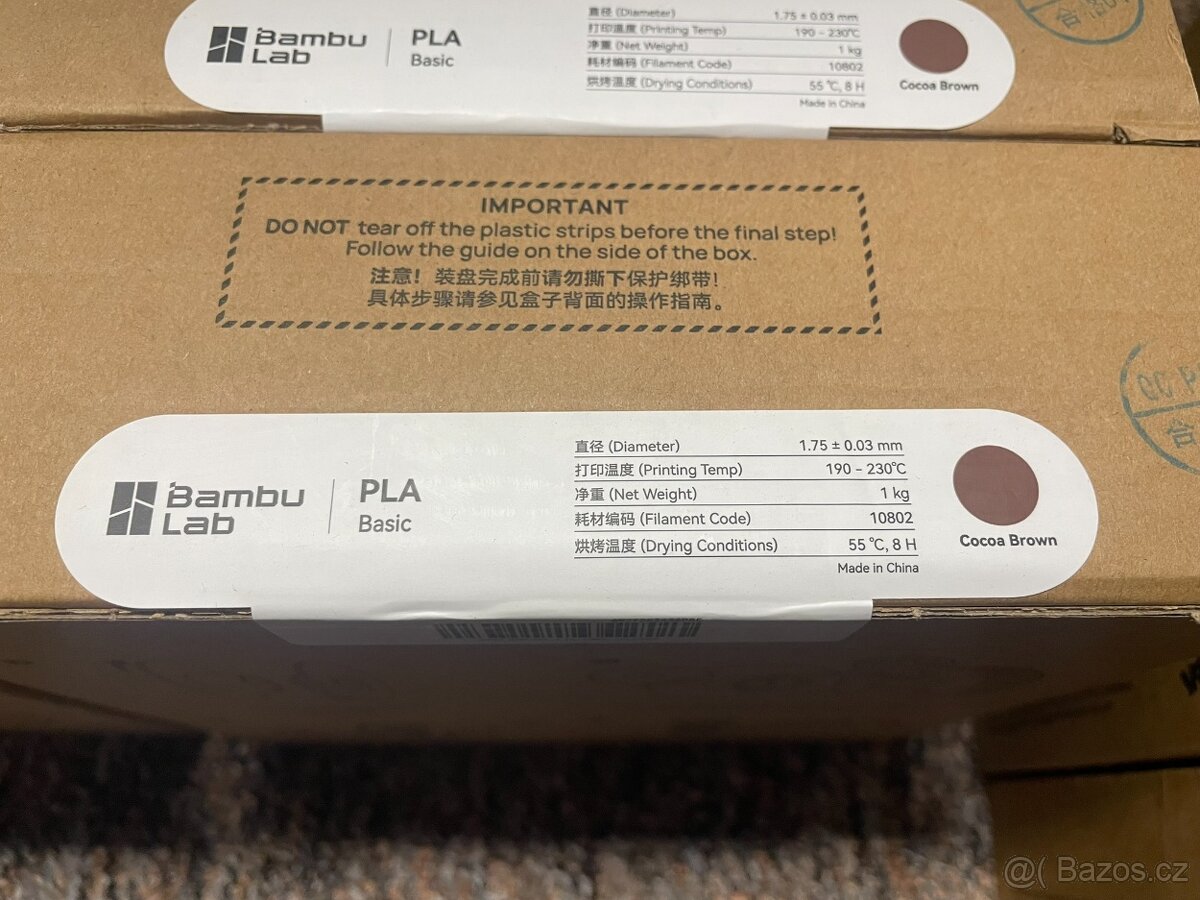 Bambu Lab
PLA
Basic
直径 (Diameter) 1.75 ± 0.03 mm
打印温度 (Printing Temp) 190 - 230℃
净重 (Net Weight) 1 kg
耗材编码 (Filament Code) 10802
烘烤温度 (Drying Conditions) 55 ℃, 8 H
Made in China
Cocoa Brown
IMPORTANT
DO NOT tear off the plastic strips before the final step!
Follow the guide on the side of the box.
注意！装盘完成前请勿撕下保护绑带！
具体步骤请参见盒子背面的操作指南。
Bambu Lab
PLA
Basic
直径 (Diameter) 1.75 ± 0.03 mm
打印温度 (Printing Temp) 190 - 230℃
净重 (Net Weight) 1 kg
耗材编码 (Filament Code) 10802
烘烤温度 (Drying Conditions) 55 ℃, 8 H
Made in China
Cocoa Brown
@( Bazos.cz